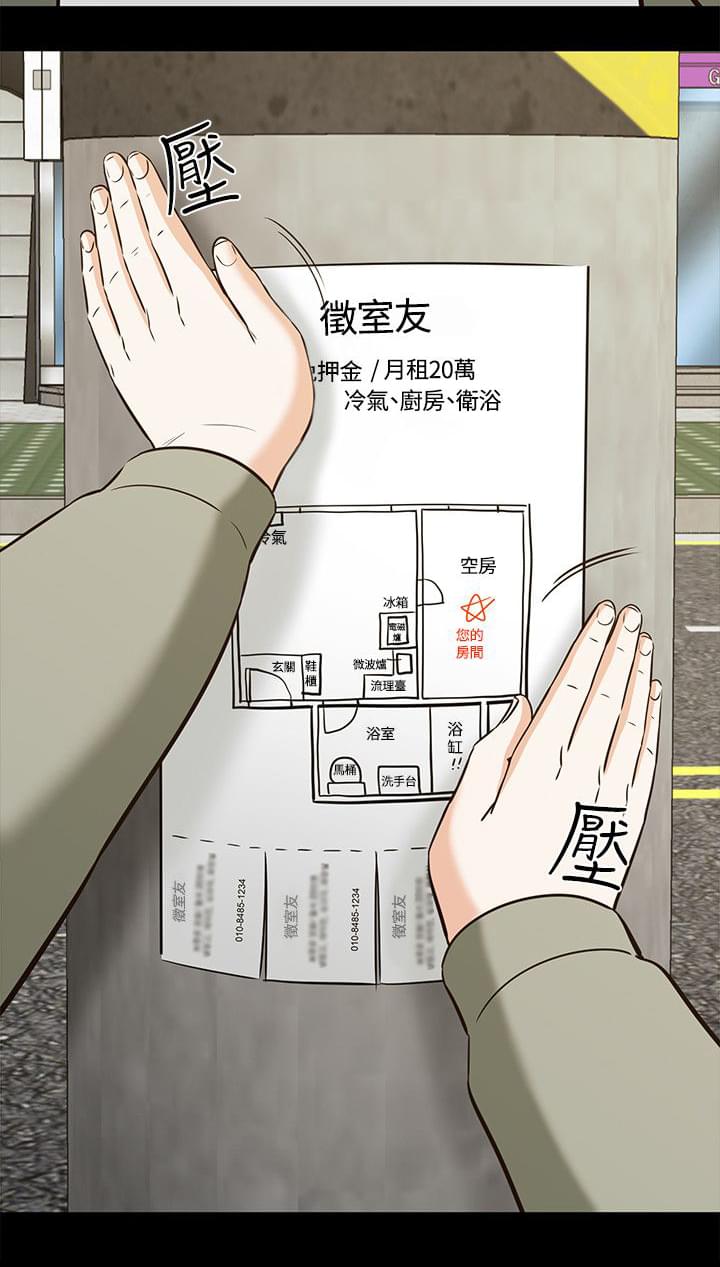 G
壓
徵室友
押金 / 月租20萬
冷氣、廚房、衛浴
冷氣
空房
冰箱
電磁爐
您的
房間
玄關
鞋櫃
微波爐
流理臺
浴室
浴缸!!
馬桶
洗手台
壓
徵室友
010-8485-1234
徵室友
010-8485-1234
徵室友